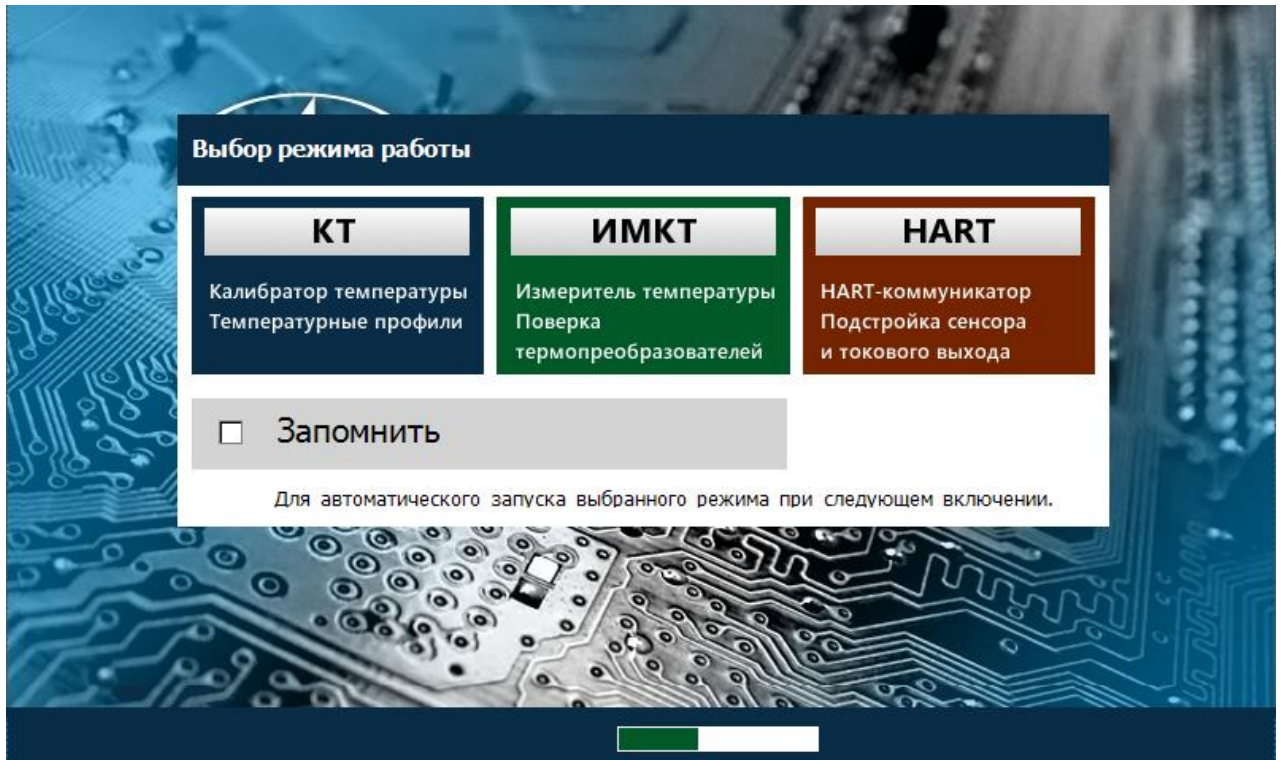 Выбор режима работы
КТ
Калибратор температуры
Температурные профили
ИМКТ
Измеритель температуры
Поверка
термопреобразователей
HART
HART-коммуникатор
Подстройка сенсора
и токового выхода
Запомнить
Для автоматического запуска выбранного режима при следующем включении.